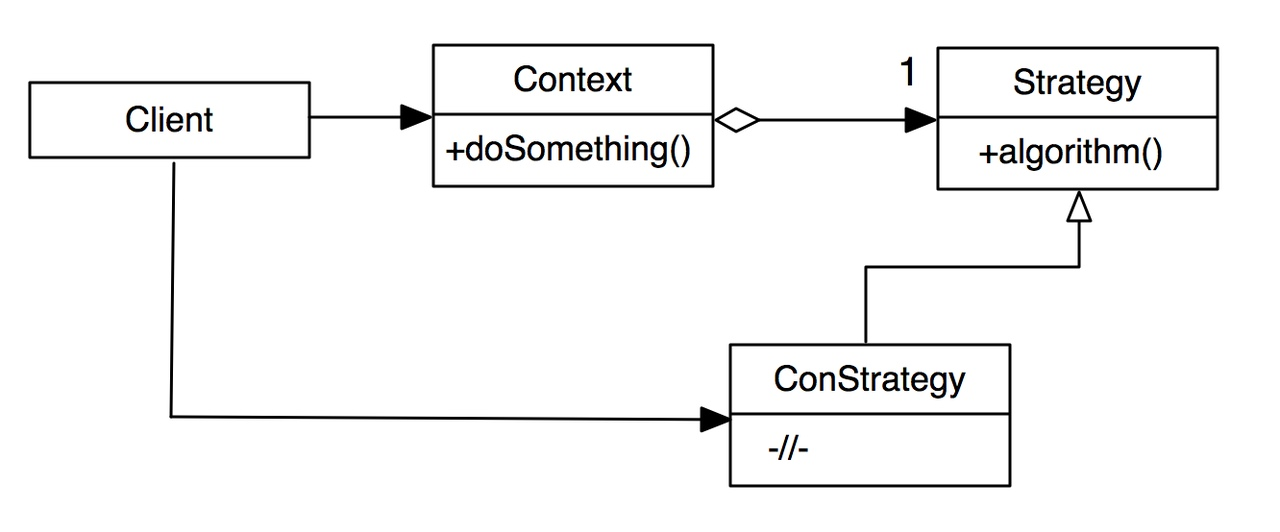 Client
Context
+doSomething()
1
Strategy
+algorithm()
ConStrategy
-//-